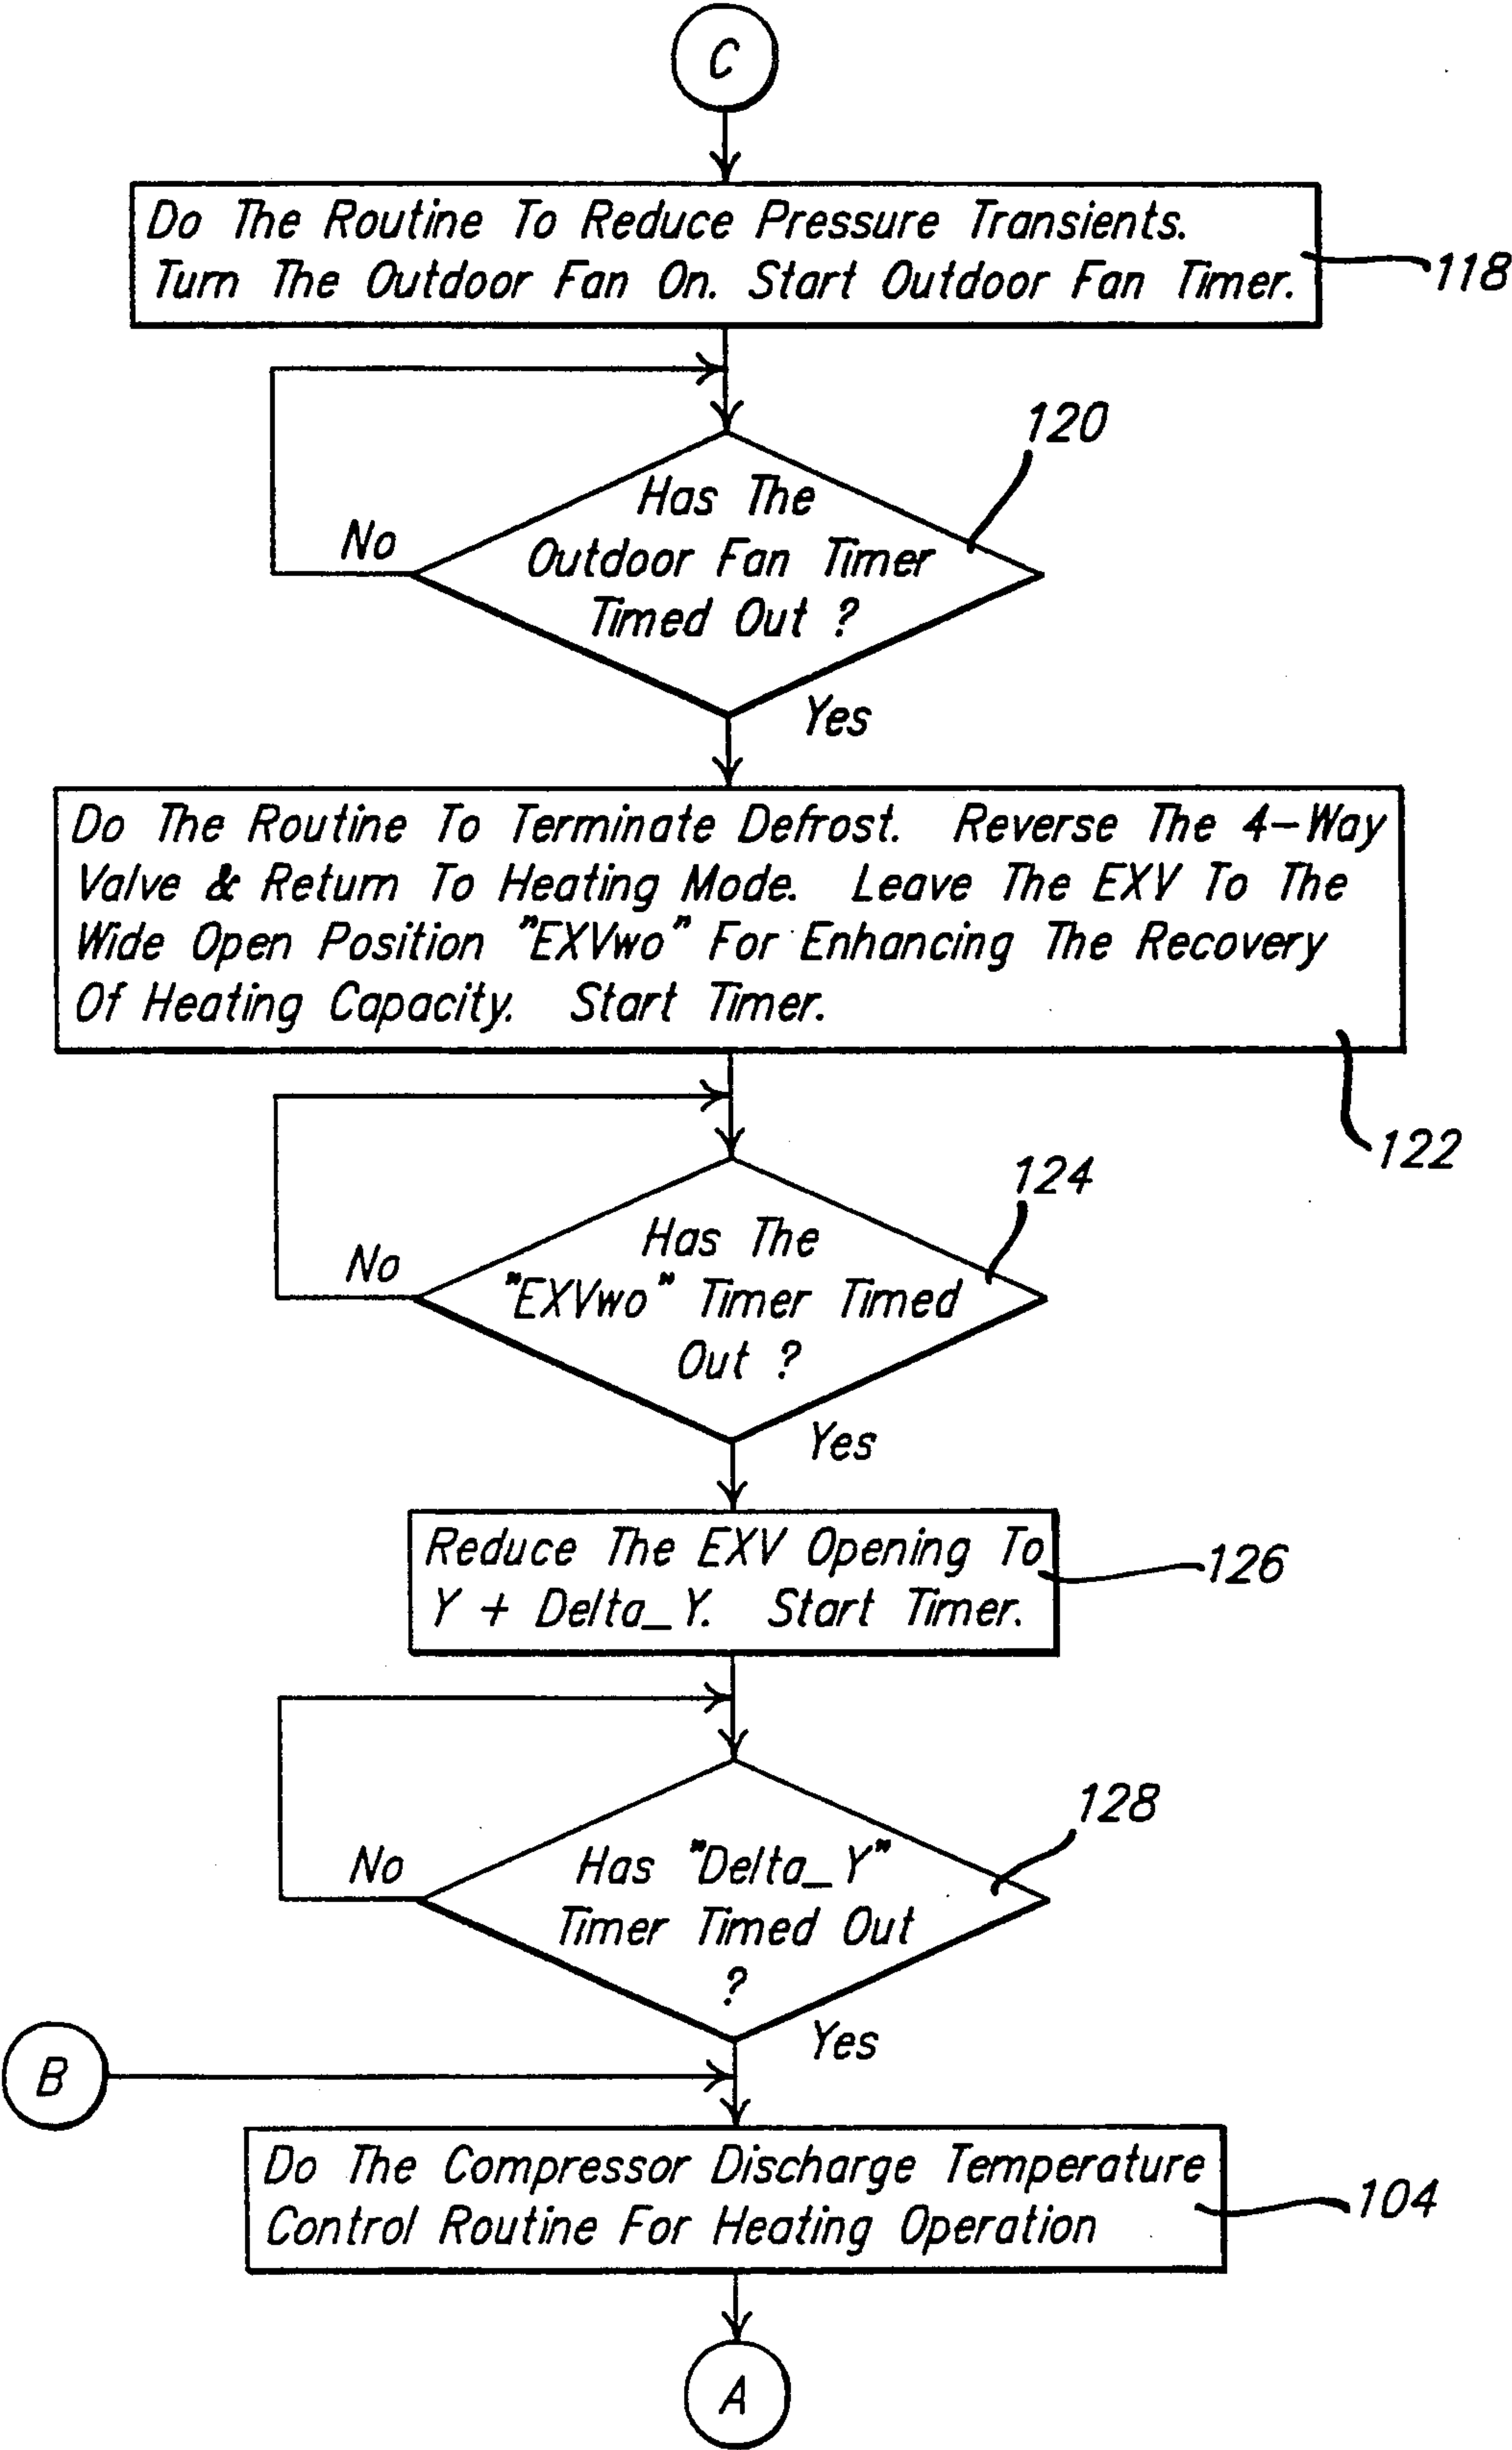 C
Do The Routine To Reduce Pressure Transients.
Turn The Outdoor Fan On. Start Outdoor Fan Timer.
118
120
Has The
Outdoor Fan Timer
Timed Out ?
No
Yes
Do The Routine To Terminate Defrost. Reverse The 4-Way
Valve & Return To Heating Mode. Leave The EXV To The
Wide Open Position "EXVwo" For Enhancing The Recovery
Of Heating Capacity. Start Timer.
122
124
Has The
"EXVwo" Timer Timed
Out ?
No
Yes
Reduce The EXV Opening To
Y + Delta_Y. Start Timer.
126
128
Has "Delta_Y"
Timer Timed Out
?
No
Yes
B
Do The Compressor Discharge Temperature
Control Routine For Heating Operation
104
A